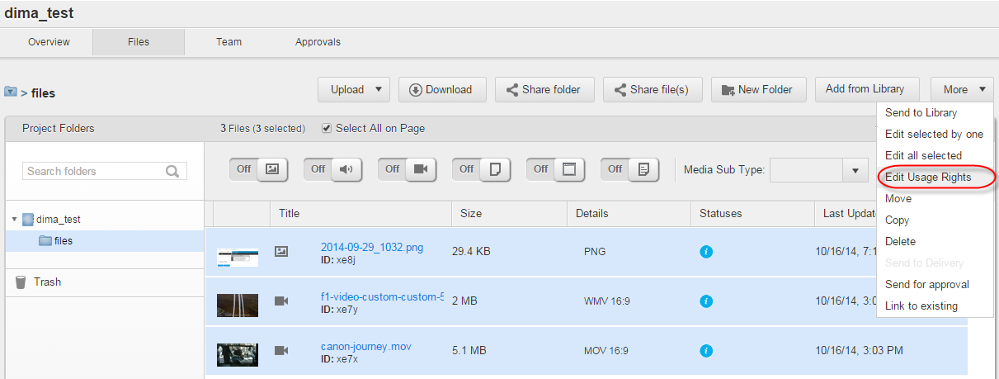 dima_test
Overview Files Team Approvals
> files Upload Download Share folder Share file(s) New Folder Add from Library More
Send to Library
Project Folders 3 Files (3 selected) Select All on Page
Edit selected by one
Edit all selected
Search folders Off Off Off Off Off Off Media Sub Type:
Edit Usage Rights
Move
Title Size Details Statuses Last Update
dima_test Copy
files Delete
2014-09-29_1032.png 29.4 KB PNG 10/16/14, 7:1
ID: xe8j
Send to Delivery
Trash Send for approval
f1-video-custom-custom-5 2 MB WMV 16:9 10/16/14, 3:0
ID: xe7y
Link to existing
canon-journey.mov 5.1 MB MOV 16:9 10/16/14, 3:03 PM
ID: xe7x